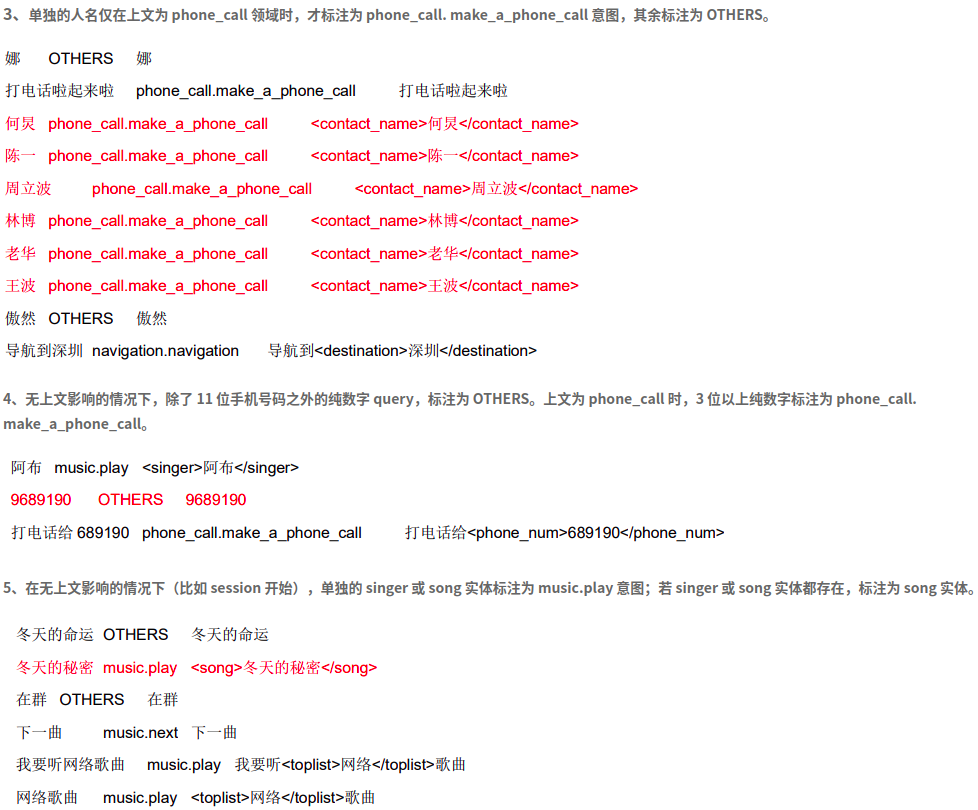 3、单独的人名仅在上文为 phone_call 领域时，才标注为 phone_call. make_a_phone_call 意图，其余标注为 OTHERS。
娜 OTHERS 娜
打电话啦起来啦 phone_call.make_a_phone_call 打电话啦起来啦
何炅 phone_call.make_a_phone_call <contact_name>何炅</contact_name>
陈一 phone_call.make_a_phone_call <contact_name>陈一</contact_name>
周立波 phone_call.make_a_phone_call <contact_name>周立波</contact_name>
林博 phone_call.make_a_phone_call <contact_name>林博</contact_name>
老华 phone_call.make_a_phone_call <contact_name>老华</contact_name>
王波 phone_call.make_a_phone_call <contact_name>王波</contact_name>
傲然 OTHERS 傲然
导航到深圳 navigation.navigation 导航到<destination>深圳</destination>
4、无上文影响的情况下，除了 11 位手机号码之外的纯数字 query，标注为 OTHERS。上文为 phone_call 时，3 位以上纯数字标注为 phone_call.
make_a_phone_call。
阿布 music.play <singer>阿布</singer>
9689190 OTHERS 9689190
打电话给 689190 phone_call.make_a_phone_call 打电话给<phone_num>689190</phone_num>
5、在无上文影响的情况下（比如 session 开始），单独的 singer 或 song 实体标注为 music.play 意图；若 singer 或 song 实体都存在，标注为 song 实体。
冬天的命运 OTHERS 冬天的命运
冬天的秘密 music.play <song>冬天的秘密</song>
在群 OTHERS 在群
下一曲 music.next 下一曲
我要听网络歌曲 music.play 我要听<toplist>网络</toplist>歌曲
网络歌曲 music.play <toplist>网络</toplist>歌曲